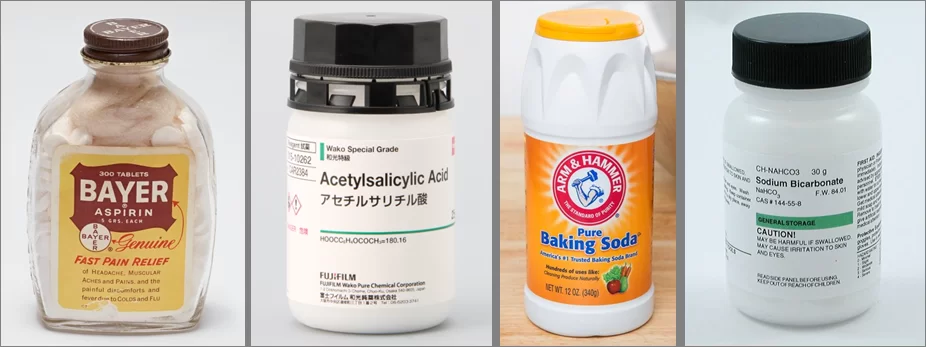 BAYER
300 TABLETS
BAYER
ASPIRIN
5 GRS. EACH
BAYER
BAYER
Genuine
FAST PAIN RELIEF
OF HEADACHE, MUSCULAR
ACHES AND PAINS, AND THE
PAINFUL DISCOMFORTS, AND
FEVER DUE TO COLDS AND FLU
Wako Special Grade
和光特級
Acetylsalicylic Acid
アセチルサリチル酸
HOOCC₆H₄OCOCH₃=180.16
FUJIFILM
FUJIFILM Wako Pure Chemical Corporation
富士フイルム 和光純薬株式会社
ARM & HAMMER
THE STANDARD OF PURITY
Pure
Baking Soda
America's #1 Trusted Baking Soda Brand
Hundreds of uses like:
Cleaning Produce Naturally
NET WT. 12 OZ. (340g)
CH-NAHCO3 30 g
Sodium Bicarbonate
NaHCO₃ F.W. 84.01
CAS # 144-55-8
GENERAL STORAGE
CAUTION!
MAY BE HARMFUL IF SWALLOWED.
MAY CAUSE IRRITATION TO SKIN
AND EYES.
READ SIDE PANEL BEFORE USING.
KEEP OUT OF REACH OF CHILDREN.
FIRST AID